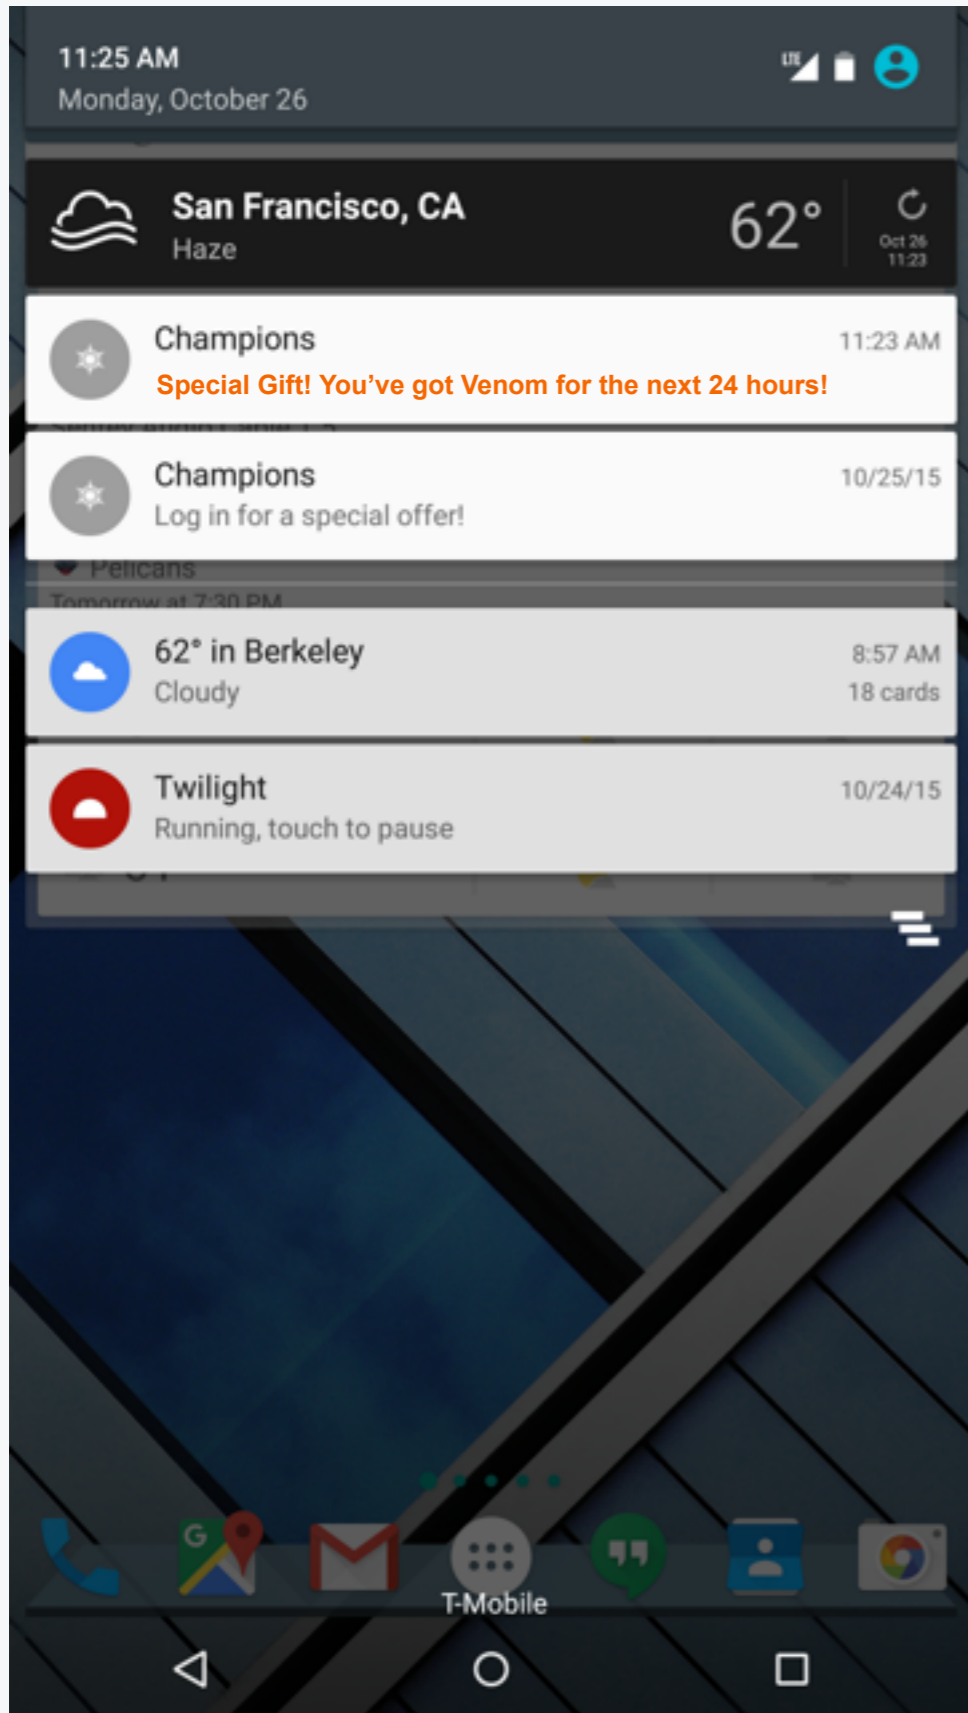 11:25 AM
LTE
Monday, October 26
San Francisco, CA
62°
Haze
Oct 26
11:23
Champions
11:23 AM
Special Gift! You’ve got Venom for the next 24 hours!
Champions
10/25/15
Log in for a special offer!
Pelicans
Tomorrow at 7:30 PM
62° in Berkeley
8:57 AM
Cloudy
18 cards
Twilight
10/24/15
Running, touch to pause
G
T-Mobile